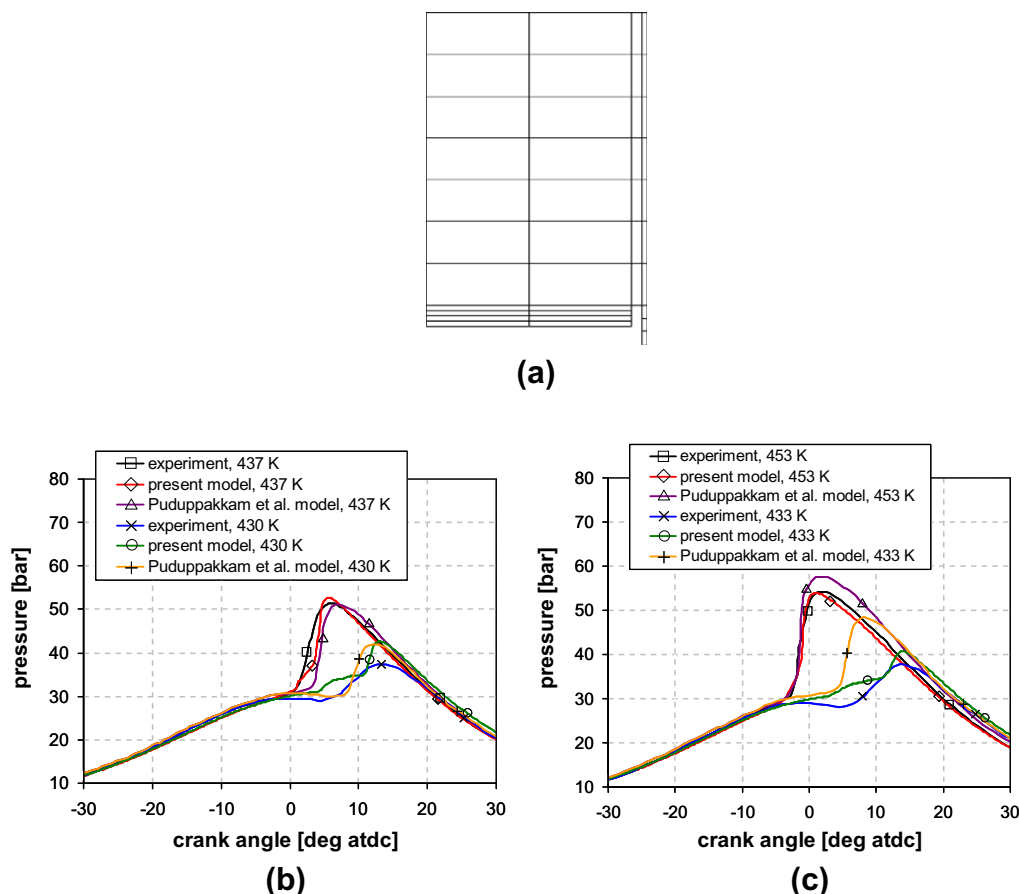 (a)
experiment, 437 K
present model, 437 K
Puduppakkam et al. model, 437 K
experiment, 430 K
present model, 430 K
Puduppakkam et al. model, 430 K
80
70
60
50
40
30
20
10
pressure [bar]
-30
-20
-10
0
10
20
30
crank angle [deg atdc]
(b)
experiment, 453 K
present model, 453 K
Puduppakkam et al. model, 453 K
experiment, 433 K
present model, 433 K
Puduppakkam et al. model, 433 K
80
70
60
50
40
30
20
10
pressure [bar]
-30
-20
-10
0
10
20
30
crank angle [deg atdc]
(c)